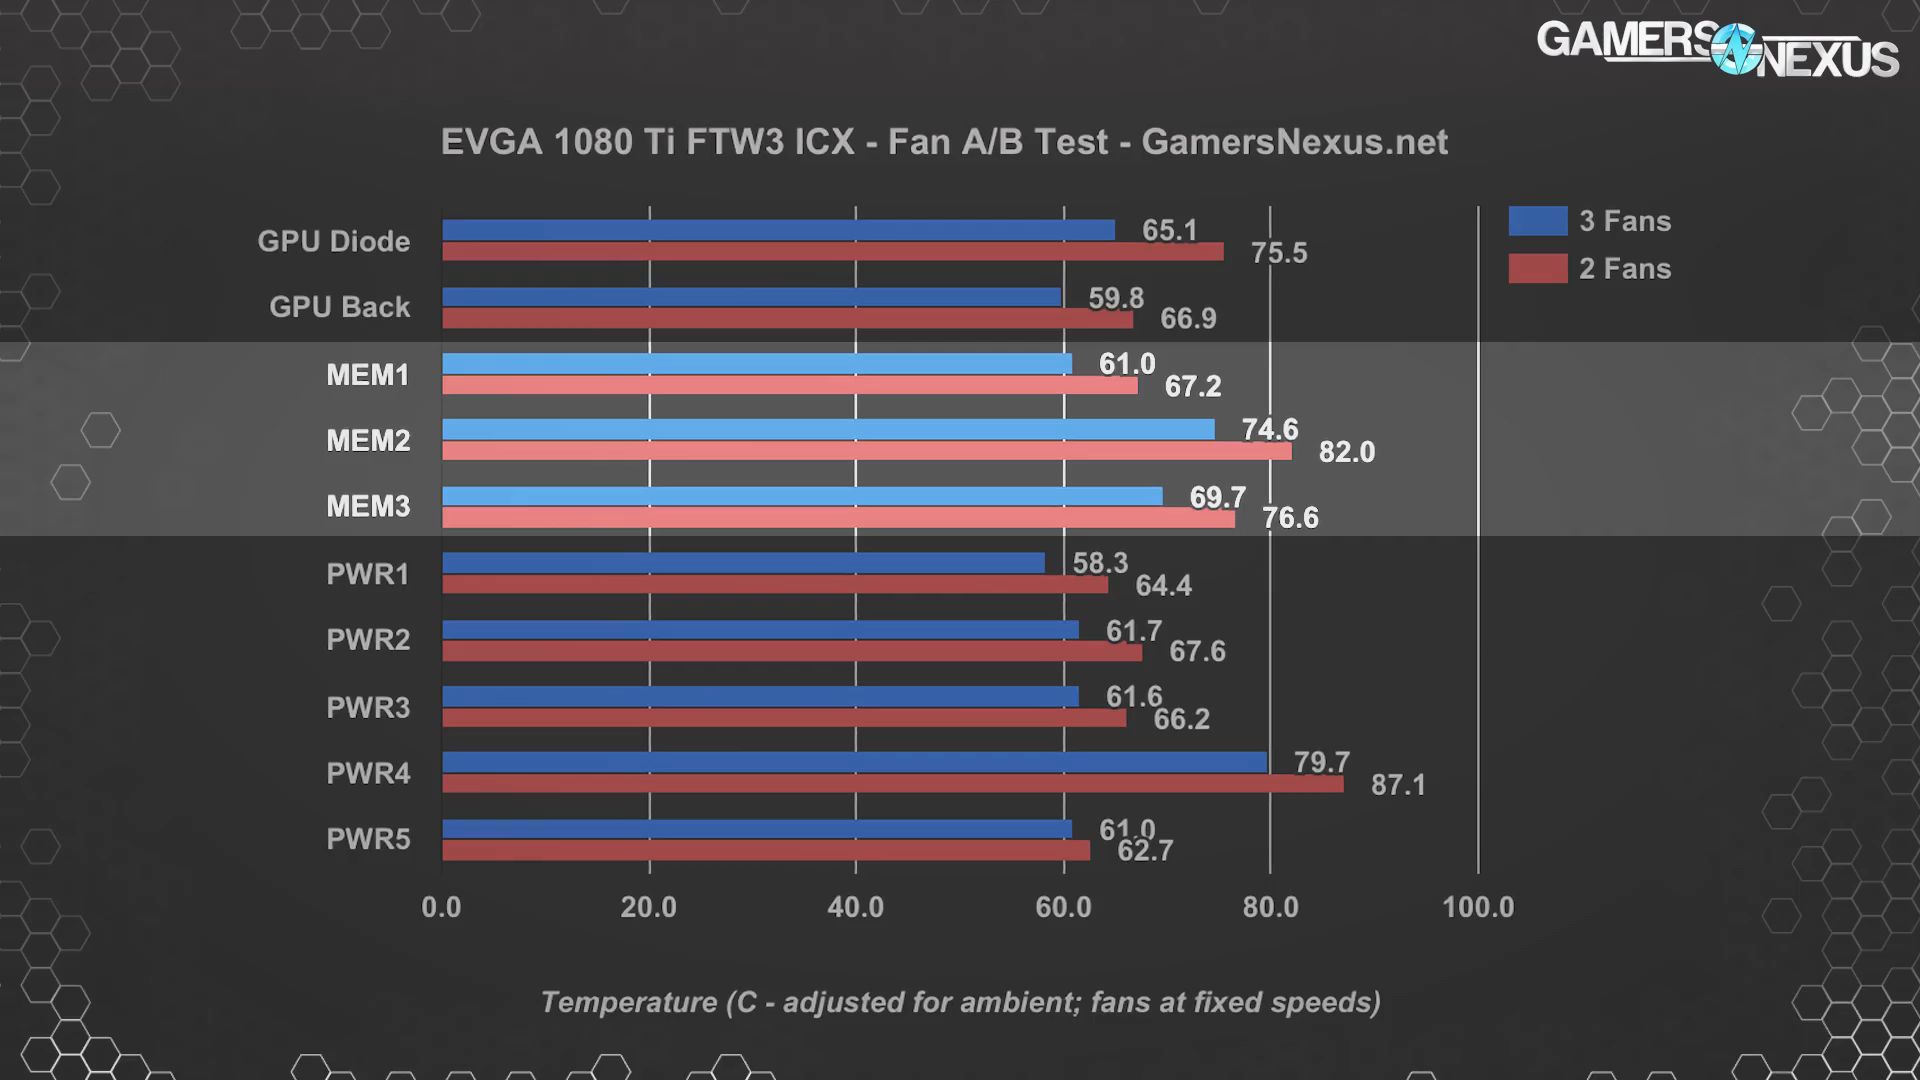 GAMERS NEXUS
EVGA 1080 Ti FTW3 ICX - Fan A/B Test - GamersNexus.net
3 Fans
2 Fans
GPU Diode 65.1
75.5
GPU Back 59.8
66.9
MEM1 61.0
67.2
MEM2 74.6
82.0
MEM3 69.7
76.6
PWR1 58.3
64.4
PWR2 61.7
67.6
PWR3 61.6
66.2
PWR4 79.7
87.1
PWR5 61.0
62.7
0.0 20.0 40.0 60.0 80.0 100.0
Temperature (C - adjusted for ambient; fans at fixed speeds)